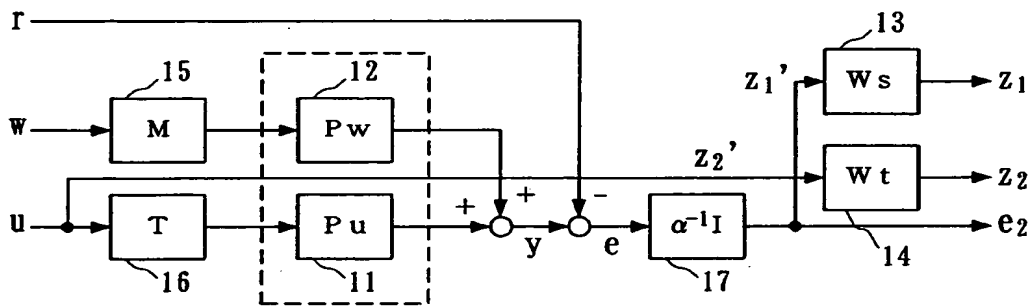 r
13
15
12
z₁'
Ws
z₁
w
M
Pw
z₂'
Wt
z₂
+
−
u
T
Pu
+
y
e
α⁻¹I
e₂
16
11
17
14